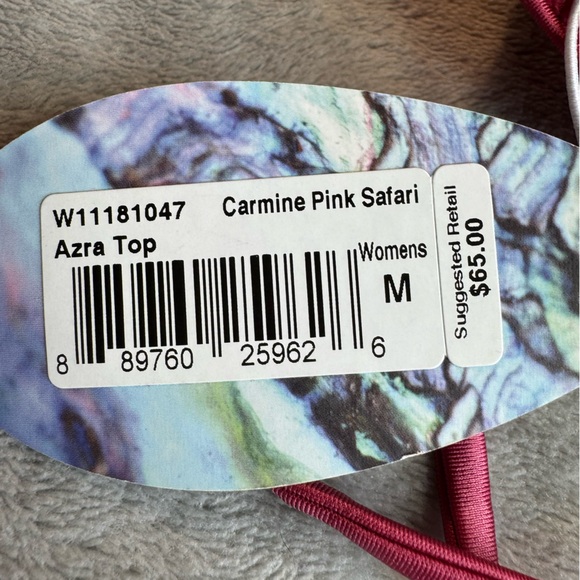 W11181047 Carmine Pink Safari
Azra Top
Womens
M
8 89760 25962 6
Suggested Retail
$65.00